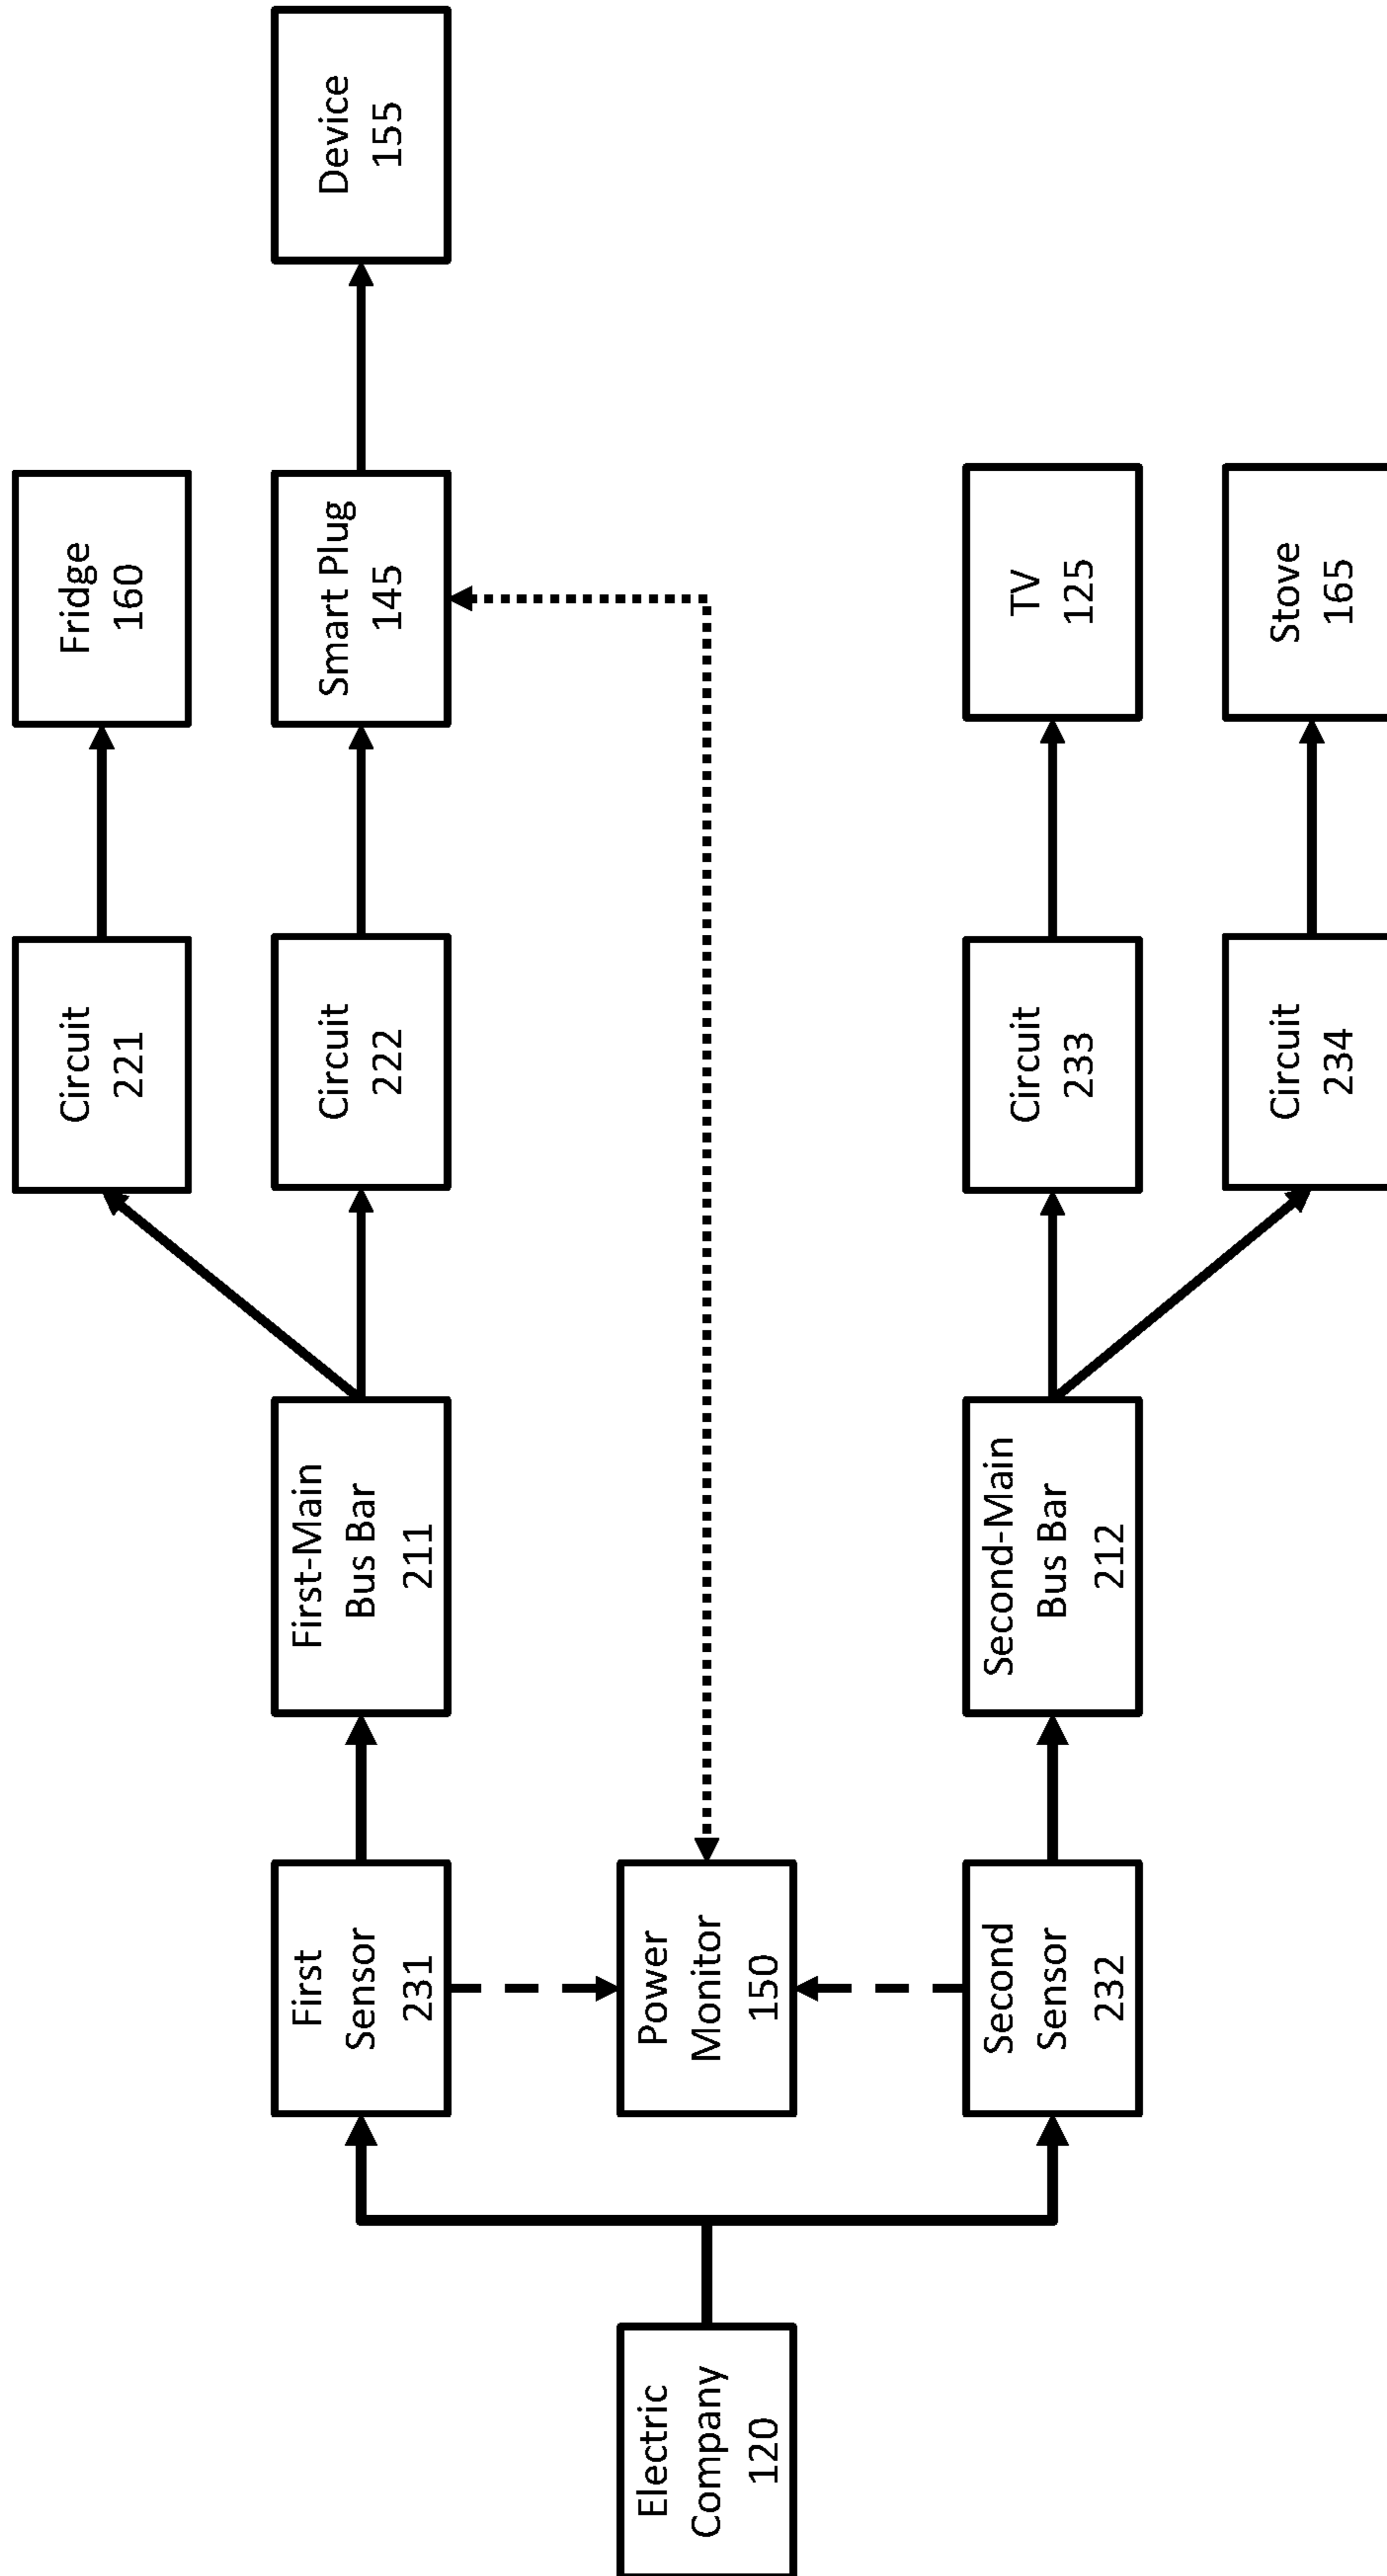 Fridge
160
Device
155
Smart Plug
145
Circuit
221
Circuit
222
First-Main
Bus Bar
211
First
Sensor
231
Power
Monitor
150
Electric
Company
120
Second
Sensor
232
Second-Main
Bus Bar
212
Circuit
233
Circuit
234
TV
125
Stove
165